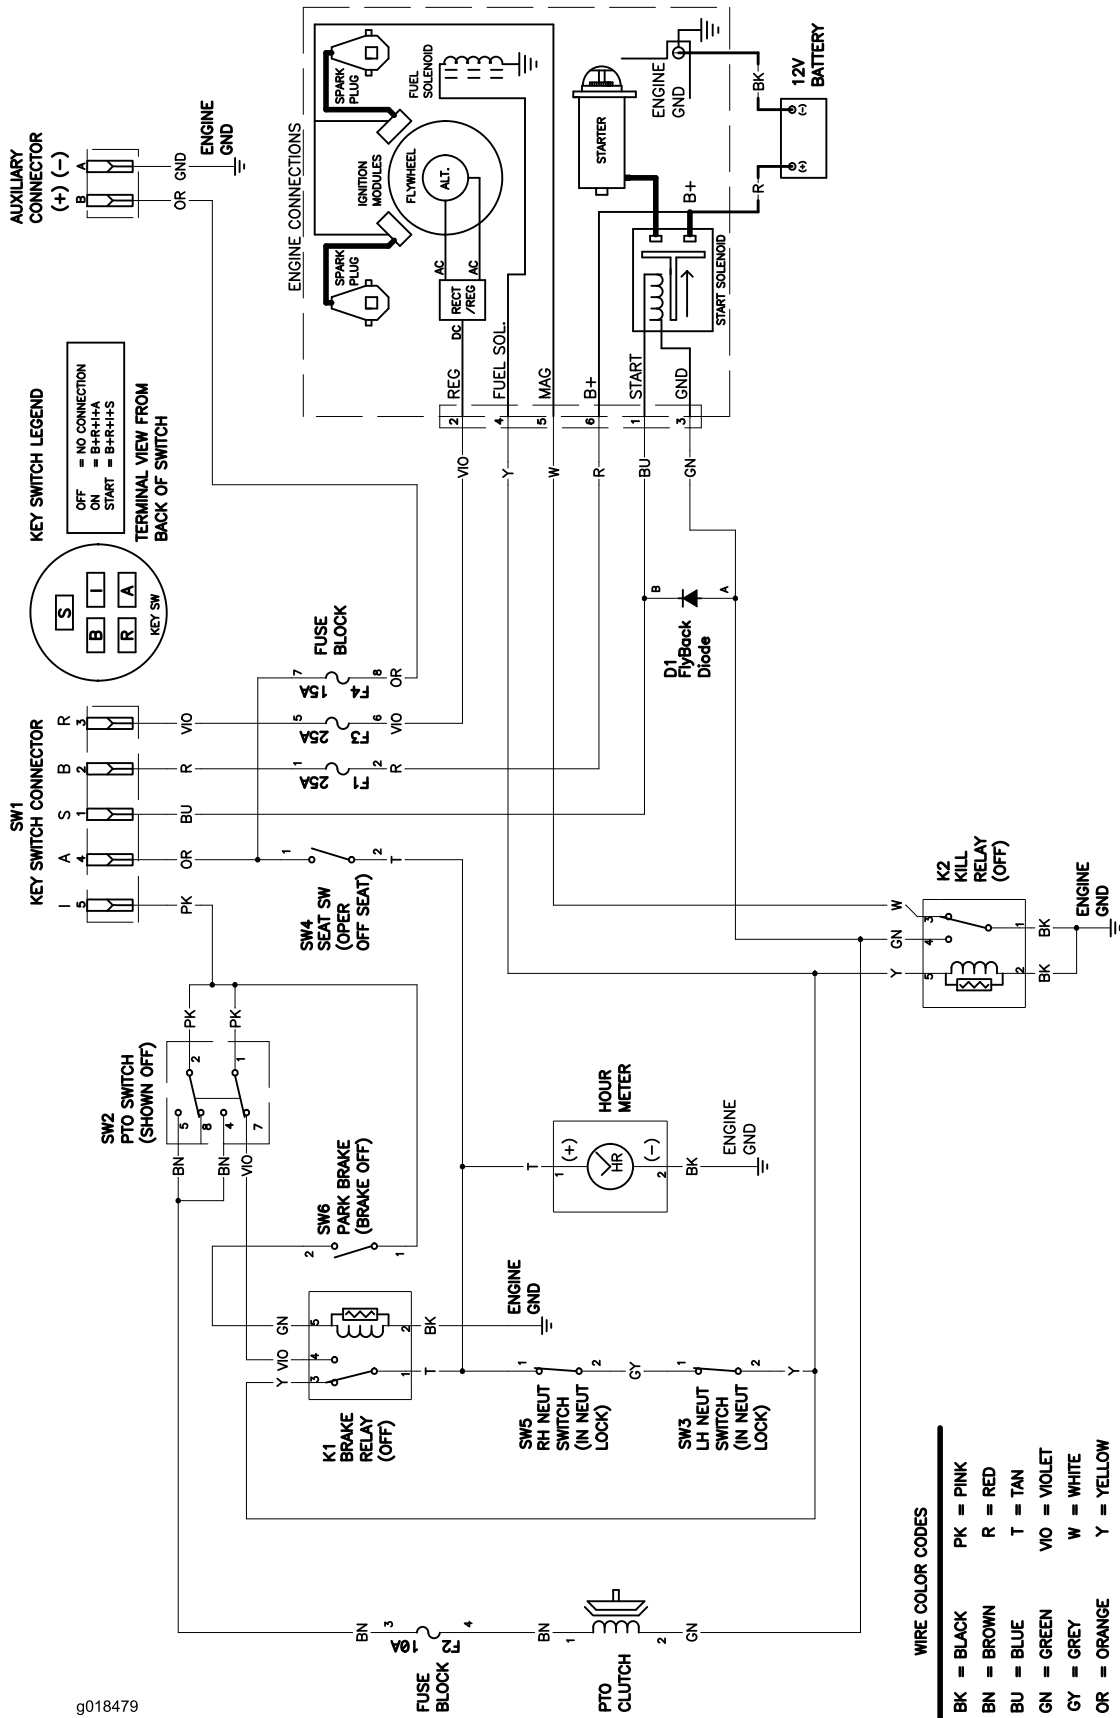 AUXILIARY
CONNECTOR
(+) (-)
B
A
OR
GND
ENGINE
GND
KEY SWITCH LEGEND
OFF = NO CONNECTION
ON = B+R+I+A
START = B+R+I+S
TERMINAL VIEW FROM
BACK OF SWITCH
S
B
I
R
A
KEY SW
SW1
KEY SWITCH CONNECTOR
I
A
S
B
R
5
4
1
2
3
PK
OR
BU
R
VIO
FUSE
BLOCK
7
15A
F4
8
OR
5
25A
F3
6
VIO
1
25A
F1
2
R
ENGINE CONNECTIONS
SPARK
PLUG
SPARK
PLUG
IGNITION
MODULES
FLYWHEEL
ALT.
AC
AC
RECT
/REG
DC
FUEL
SOLENOID
STARTER
ENGINE
GND
BK
12V
BATTERY
(-)
(+)
R
B+
START SOLENOID
REG
FUEL SOL.
MAG
B+
START
GND
2
4
5
6
1
3
VIO
Y
W
R
BU
GN
B
A
D1
FlyBack
Diode
SW4
SEAT SW
(OPER
OFF SEAT)
1
2
T
SW2
PTO SWITCH
(SHOWN OFF)
PK
PK
2
1
5
8
4
7
BN
BN
VIO
SW6
PARK BRAKE
(BRAKE OFF)
2
1
K1
BRAKE
RELAY
(OFF)
GN
VIO
Y
5
4
3
2
1
BK
T
ENGINE
GND
HOUR
METER
T
1
(+)
HR
(-)
2
BK
ENGINE
GND
SW5
RH NEUT
SWITCH
(IN NEUT
LOCK)
1
2
GY
SW3
LH NEUT
SWITCH
(IN NEUT
LOCK)
1
2
Y
K2
KILL
RELAY
(OFF)
W
GN
Y
3
4
5
1
2
BK
BK
ENGINE
GND
FUSE
BLOCK
BN
3
10A
F2
4
BN
PTO
CLUTCH
1
2
GN
WIRE COLOR CODES
BK = BLACK PK = PINK
BN = BROWN R = RED
BU = BLUE T = TAN
GN = GREEN VIO = VIOLET
GY = GREY W = WHITE
OR = ORANGE Y = YELLOW
g018479